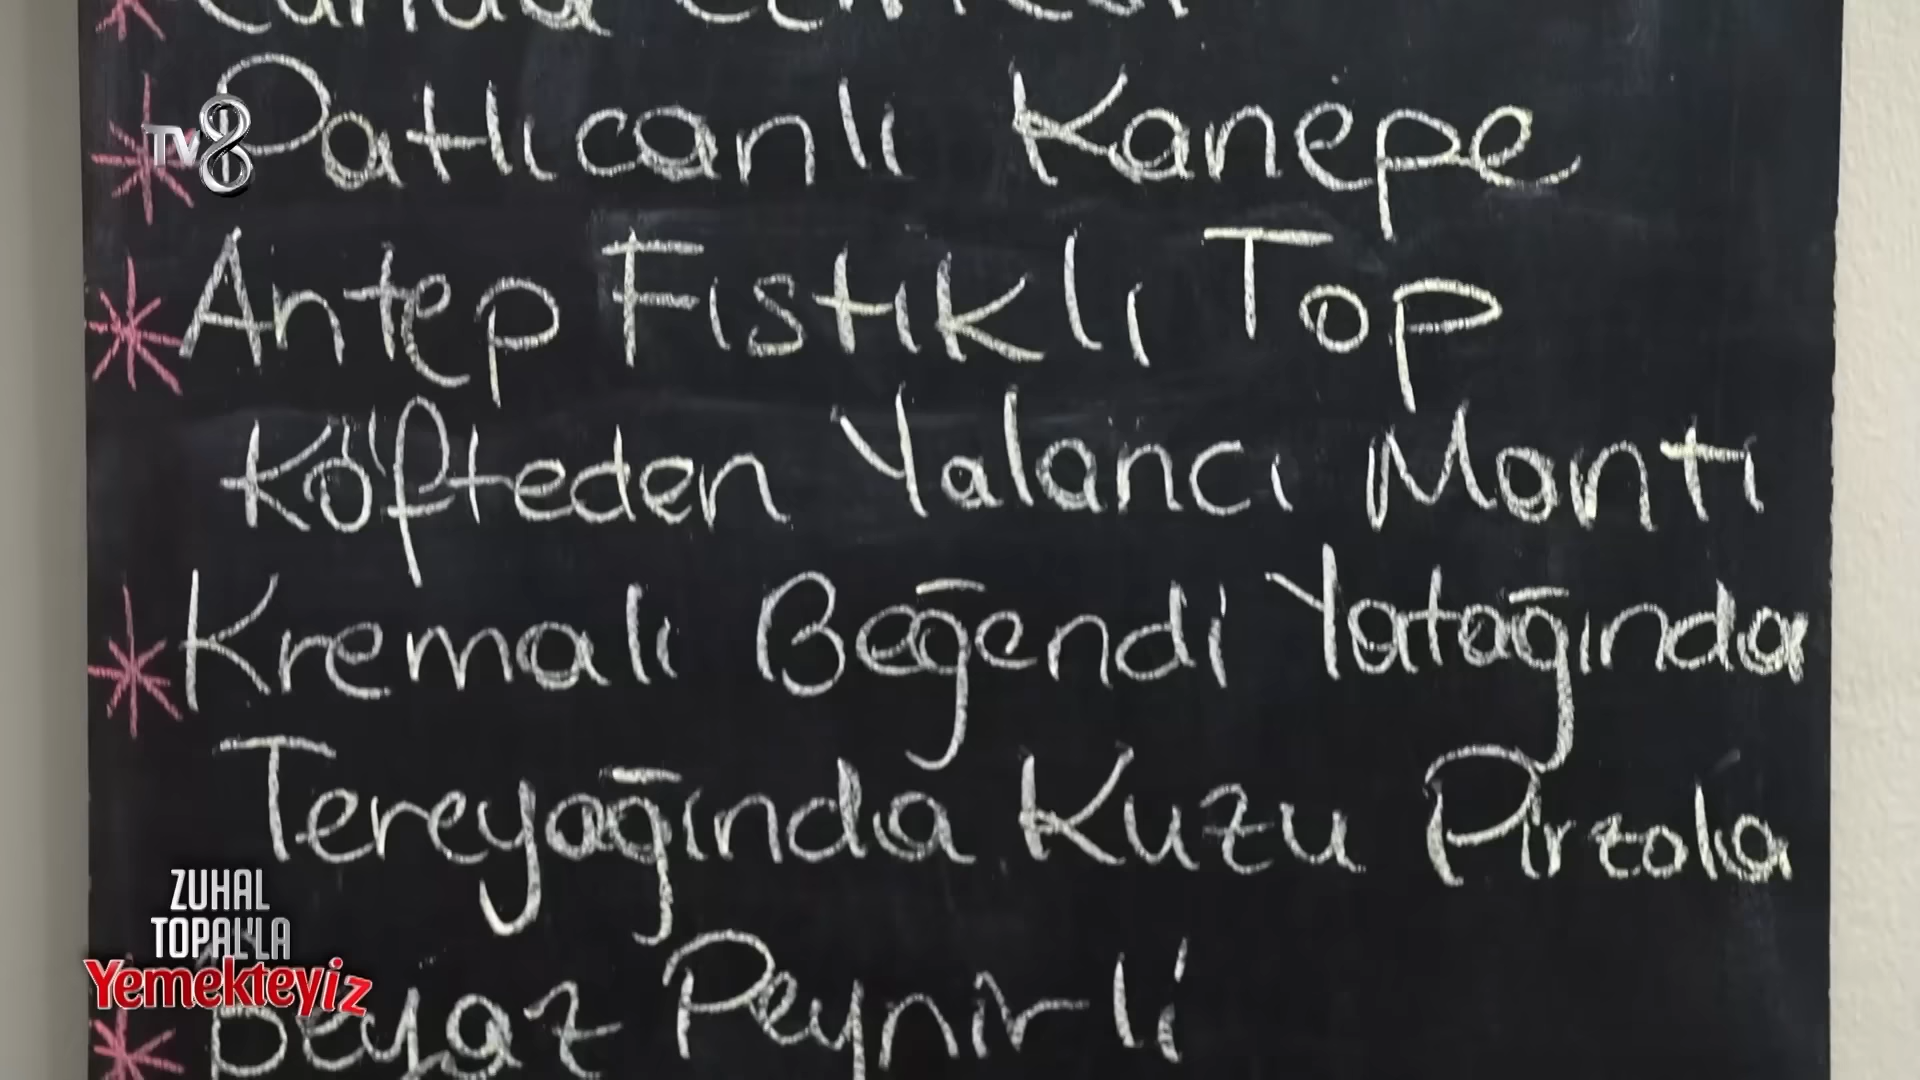 Patlıcanlı Kanepe
Antep Fıstıklı Top
Köfteden Yalancı Mantı
Kremalı Beğendi Yatağında
Tereyağında Kuzu Pirzola
Beyaz Peynirli
TV8
ZUHAL
TOPAL'LA
Yemekteyiz